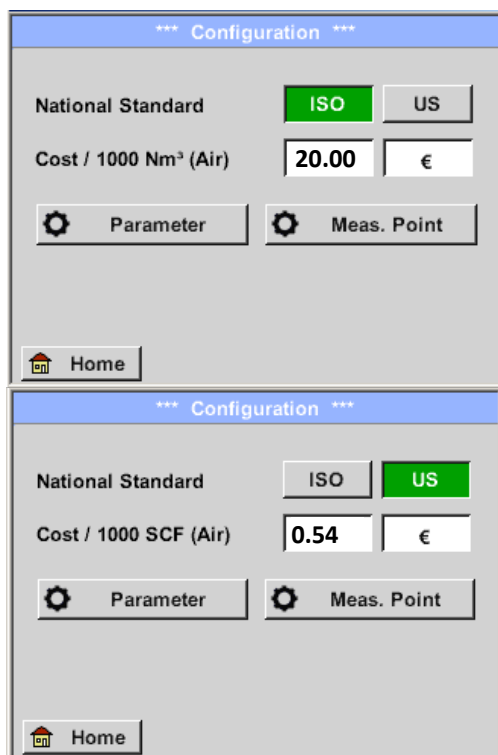 *** Configuration ***
National Standard ISO US
Cost / 1000 Nm³ (Air) 20.00 €
Parameter Meas. Point
Home
*** Configuration ***
National Standard ISO US
Cost / 1000 SCF (Air) 0.54 €
Parameter Meas. Point
Home